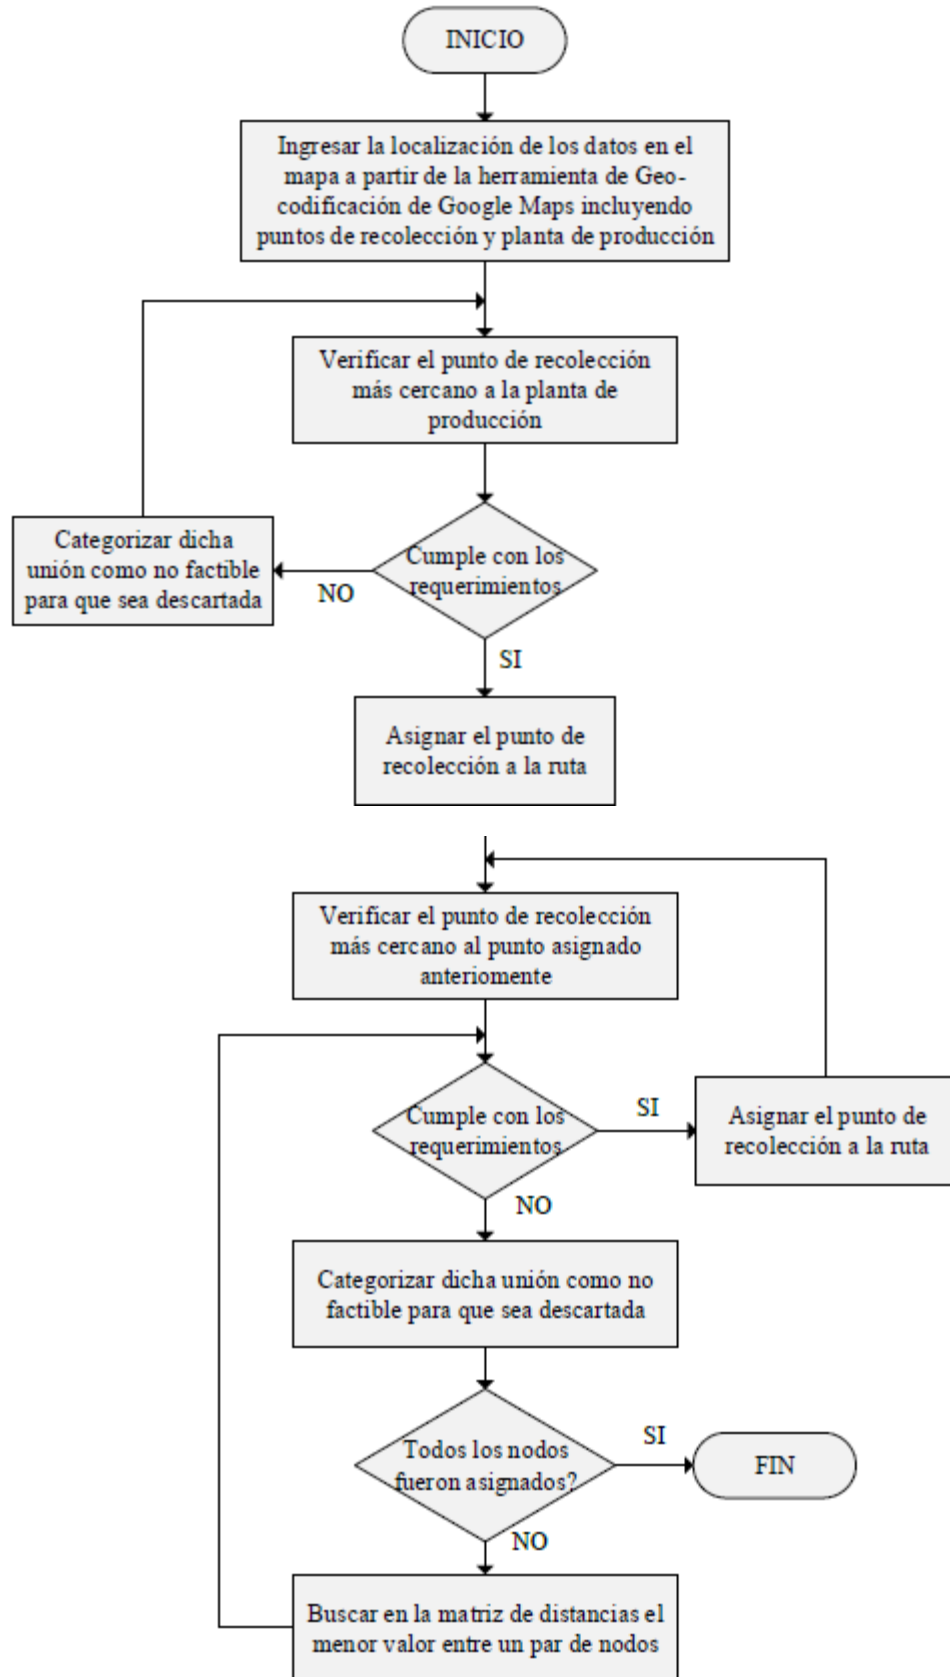 INICIO
Ingresar la localización de los datos en el
mapa a partir de la herramienta de Geo-
codificación de Google Maps incluyendo
puntos de recolección y planta de producción
Verificar el punto de recolección
más cercano a la planta de
producción
Cumple con los
requerimientos
NO
Categorizar dicha
unión como no factible
para que sea descartada
SI
Asignar el punto de
recolección a la ruta
Verificar el punto de recolección
más cercano al punto asignado
anteriomente
Cumple con los
requerimientos
SI
Asignar el punto de
recolección a la ruta
NO
Categorizar dicha unión como no
factible para que sea descartada
Todos los nodos
fueron asignados?
SI
FIN
NO
Buscar en la matriz de distancias el
menor valor entre un par de nodos